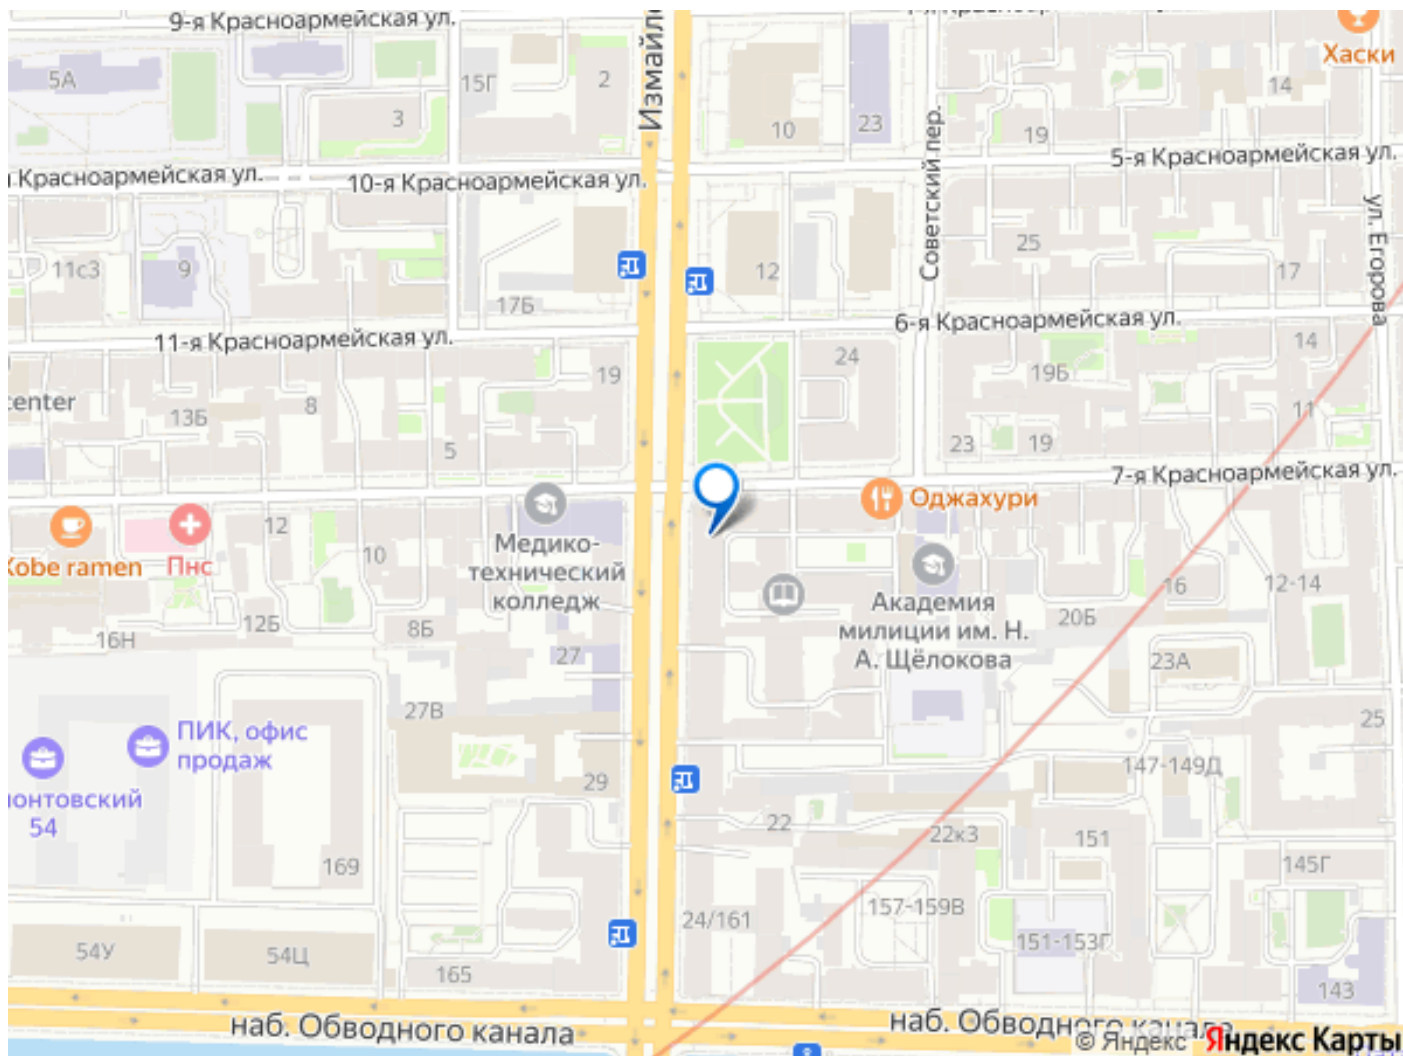 9-я Красноармейская ул.
Хаски
5А
15Г
2
14
3
10
23
19
Советский пер.
5-я Красноармейская ул.
Красноармейская ул.
10-я Красноармейская ул.
ул. Егорова
25
11с3
9
12
17
17Б
6-я Красноармейская ул.
11-я Красноармейская ул.
14
24
19
19Б
center
8
13Б
11
5
23
19
7-я Красноармейская ул.
Оджахури
12
Kobe ramen
Пнс
10
Медико-
технический
колледж
12-14
16
Академия
милиции им. Н.
А. Щёлокова
20Б
12Б
8Б
16Н
27
23А
27В
25
ПИК, офис
продаж
147-149Д
29
54
22
22к3
151
169
145Г
157-159В
24/161
151-153Г
54У
54Ц
165
143
наб. Обводного канала
наб. Обводного канала
© Яндекс Яндекс Карты